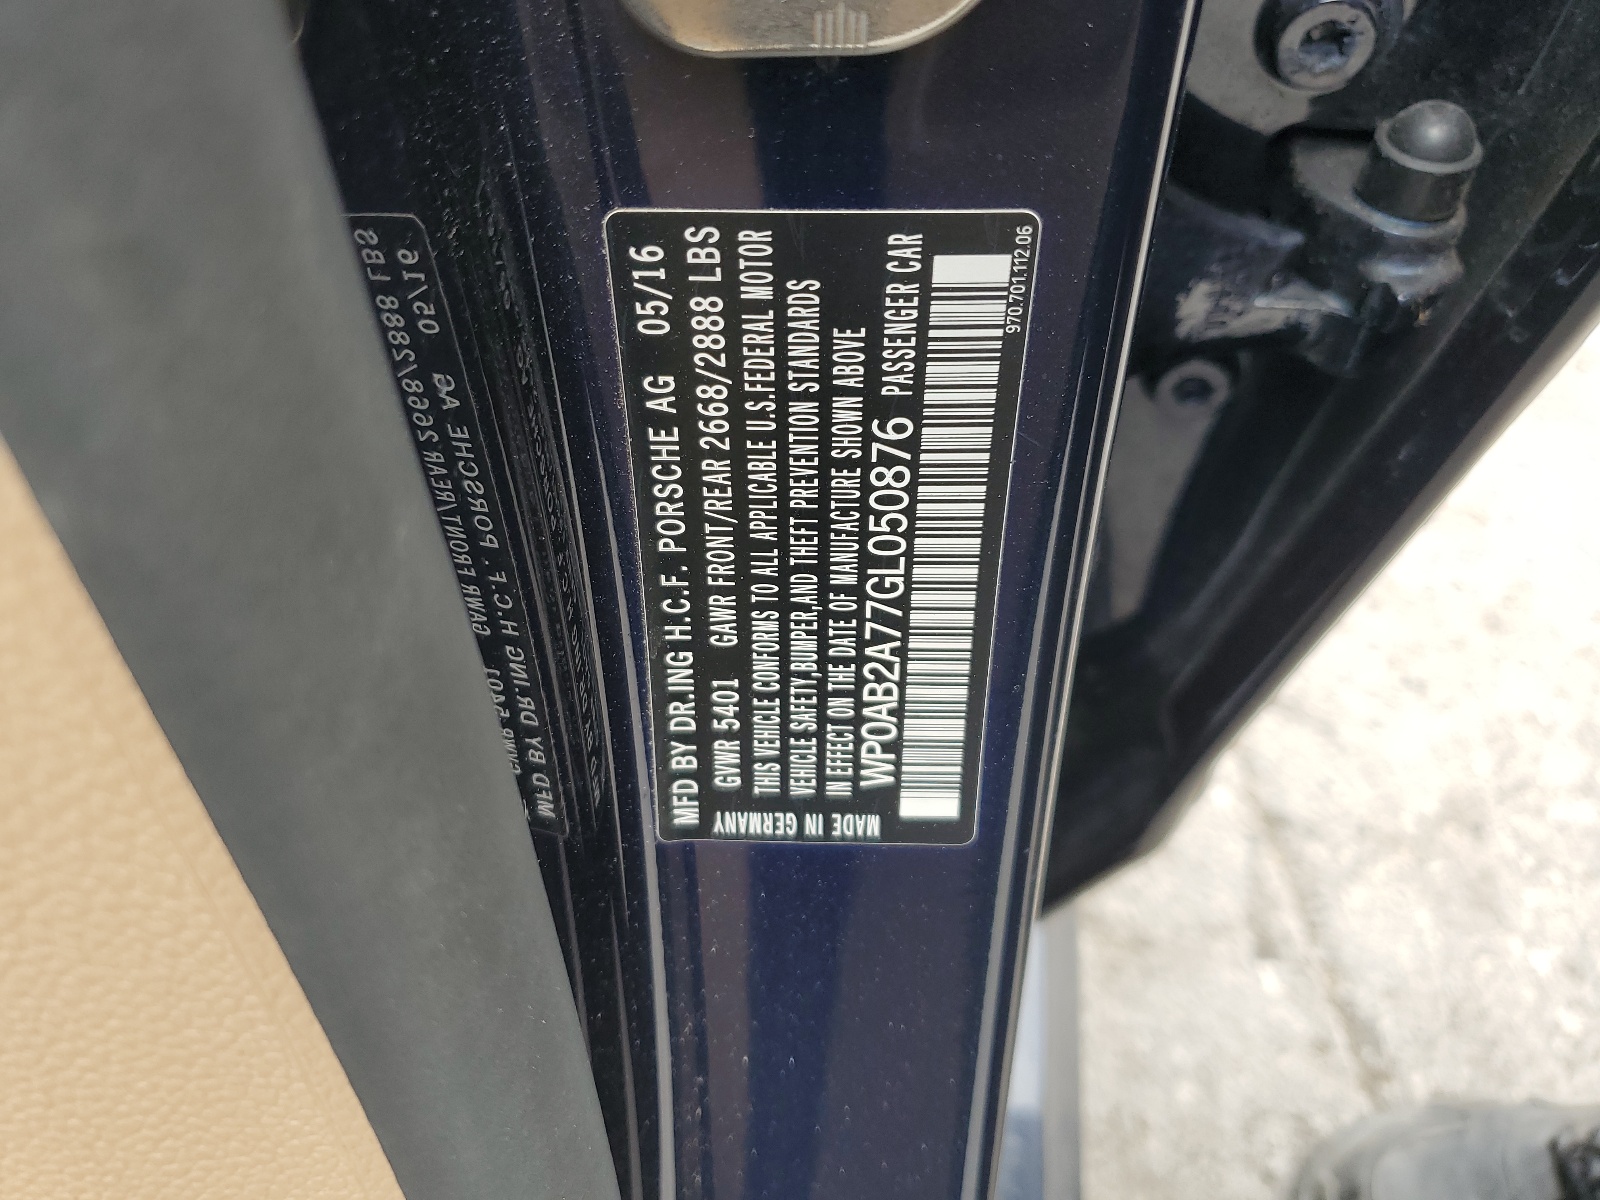 MFD BY DR.ING H.C.F. PORSCHE AG 05/16
GVWR 5401 GAWR FRONT/REAR 2668/2888 LBS
THIS VEHICLE CONFORMS TO ALL APPLICABLE U.S.FEDERAL MOTOR
VEHICLE SAFETY,BUMPER,AND THEFT PREVENTION STANDARDS
IN EFFECT ON THE DATE OF MANUFACTURE SHOWN ABOVE
WP0AB2A77GL050876 PASSENGER CAR
MADE IN GERMANY
970.701.112.06